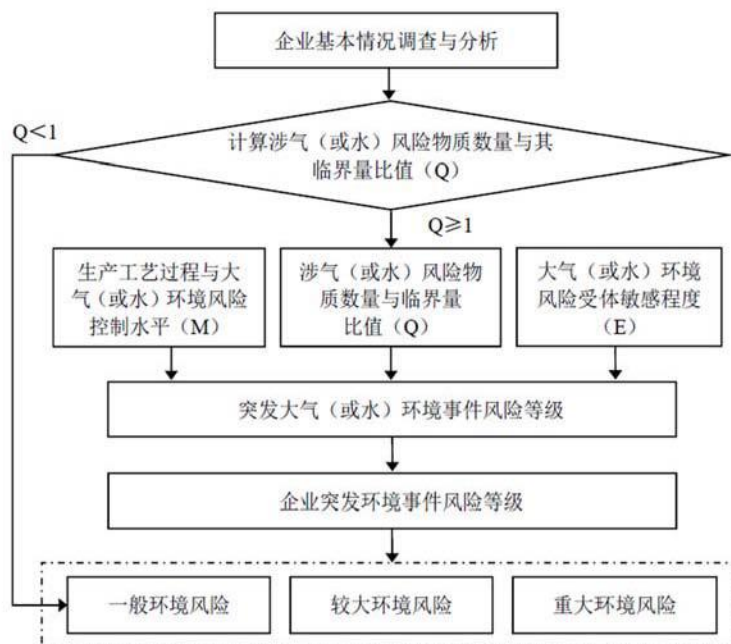 企业基本情况调查与分析
Q＜1
计算涉气（或水）风险物质数量与其
临界量比值（Q）
Q≥1
生产工艺过程与大
气（或水）环境风险
控制水平（M）
涉气（或水）风险物
质数量与临界量
比值（Q）
大气（或水）环境
风险受体敏感程度
（E）
突发大气（或水）环境事件风险等级
企业突发环境事件风险等级
一般环境风险
较大环境风险
重大环境风险